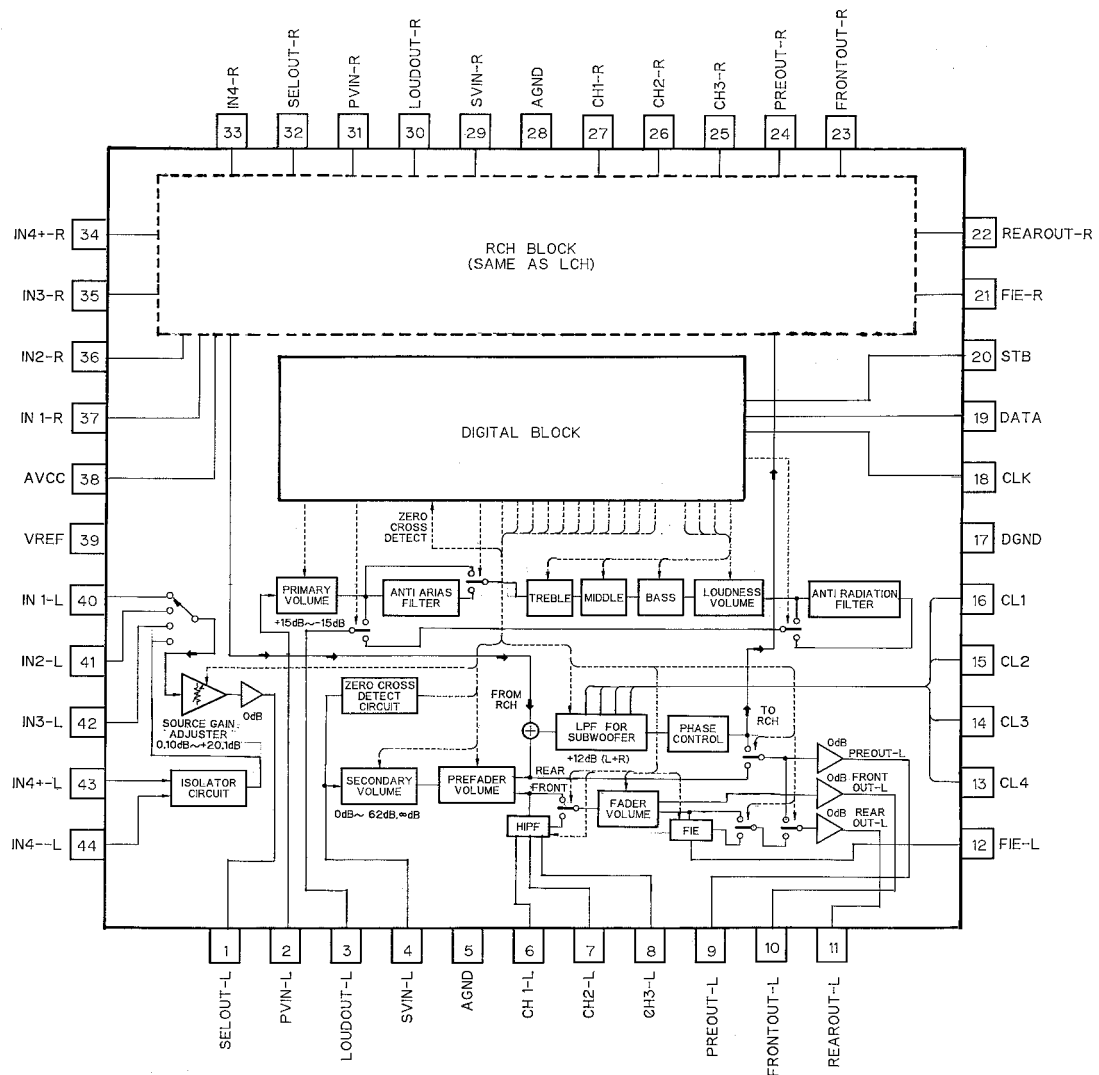 IN4-R
SELOUT-R
PVIN-R
LOUDOUT-R
SVIN-R
AGND
CH1-R
CH2-R
CH3-R
PREOUT-R
FRONTOUT-R
33
32
31
30
29
28
27
26
25
24
23
IN4+-R 34
RCH BLOCK
(SAME AS LCH)
22 REAROUT-R
IN3-R 35
21 FIE-R
IN2-R 36
20 STB
IN 1-R 37
DIGITAL BLOCK
19 DATA
AVCC 38
18 CLK
VREF 39
ZERO
CROSS
DETECT
17 DGND
IN 1-L 40
PRIMARY
VOLUME
+15dB~-15dB
ANTI ARIAS
FILTER
TREBLE
MIDDLE
BASS
LOUDNESS
VOLUME
ANTI RADIATION
FILTER
16 CL1
IN2-L 41
15 CL2
IN3-L 42
SOURCE GAIN
ADJUSTER
0.10dB~+20.1dB
0dB
ZERO CROSS
DETECT CIRCUIT
FROM
RCH
LPF FOR
SUBWOOFER
+12dB (L+R)
PHASE
CONTROL
TO
RCH
14 CL3
IN4+-L 43
ISOLATOR
CIRCUIT
SECONDARY
VOLUME
0dB~ 62dB,∞dB
PREFADER
VOLUME
REAR
FRONT
HIPF
FADER
VOLUME
FIE
0dB
PREOUT-L
0dB FRONT
OUT-L
0dB REAR
OUT-L
13 CL4
IN4--L 44
12 FIE-L
1
2
3
4
5
6
7
8
9
10
11
SELOUT-L
PVIN-L
LOUDOUT-L
SVIN-L
AGND
CH 1-L
CH2-L
CH3-L
PREOUT-L
FRONTOUT-L
REAROUT-L